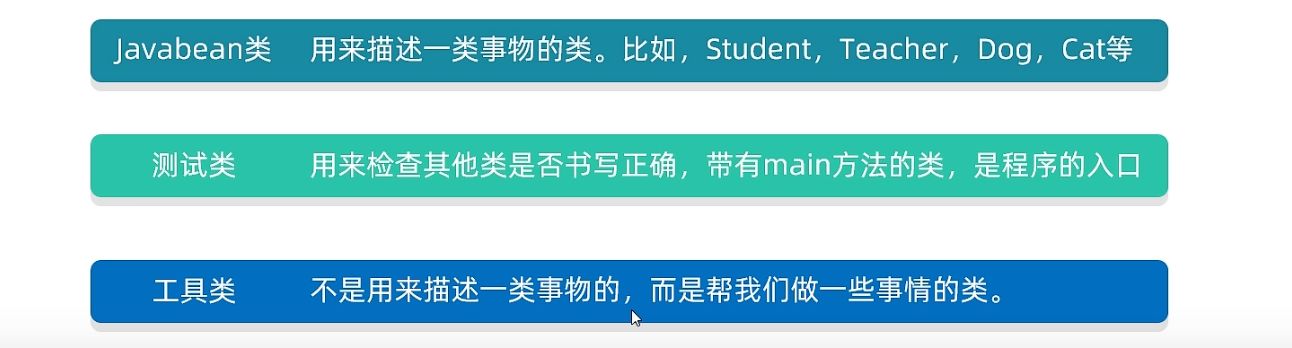 Javabean类 用来描述一类事物的类。比如，Student，Teacher，Dog，Cat等
测试类 用来检查其他类是否书写正确，带有main方法的类，是程序的入口
工具类 不是用来描述一类事物的，而是帮我们做一些事情的类。